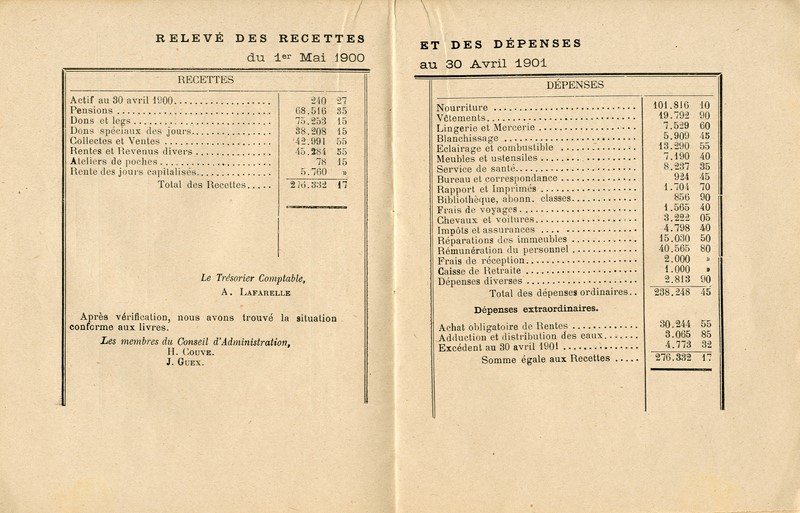 RELEVÉ DES RECETTES
du 1er Mai 1900
RECETTES
Actif au 30 avril 1900.................. 240 27
Pensions............................. 68.516 35
Dons et legs......................... 75.253 15
Dons spéciaux des jours............... 38.208 15
Collectes et Ventes................... 42.991 55
Rentes et Revenus divers.............. 45.284 35
Ateliers de poches.................... 78 15
Rente des jours capitalisés............. 5.760 »
Total des Recettes..... 276.332 17
Le Trésorier Comptable,
A. LAFARELLE
Après vérification, nous avons trouvé la situation
conforme aux livres.
Les membres du Conseil d'Administration,
H. COUVE.
J. GUEX.
ET DES DÉPENSES
au 30 Avril 1901
DÉPENSES
Nourriture........................... 101.816 10
Vêtements............................ 19.792 90
Lingerie et Mercerie.................. 7.529 60
Blanchissage......................... 5.909 45
Eclairage et combustible.............. 13.290 55
Meubles et ustensiles................. 7.190 40
Service de santé...................... 8.237 35
Bureau et correspondance.............. 924 45
Rapport et Imprimés.................. 1.704 70
Bibliothèque, abonn. classes........... 856 90
Frais de voyages...................... 1.565 40
Chevaux et voitures................... 3.222 05
Impôts et assurances.................. 4.798 40
Réparations des immeubles............ 15.030 50
Rémunération du personnel............ 40.565 80
Frais de réception..................... 2.000 »
Caisse de Retraite.................... 1.000 »
Dépenses diverses..................... 2.813 90
Total des dépenses ordinaires.. 238.248 45
Dépenses extraordinaires.
Achat obligatoire de Rentes............ 30.244 55
Adduction et distribution des eaux...... 3.065 85
Excédent au 30 avril 1901.............. 4.773 32
Somme égale aux Recettes..... 276.332 17